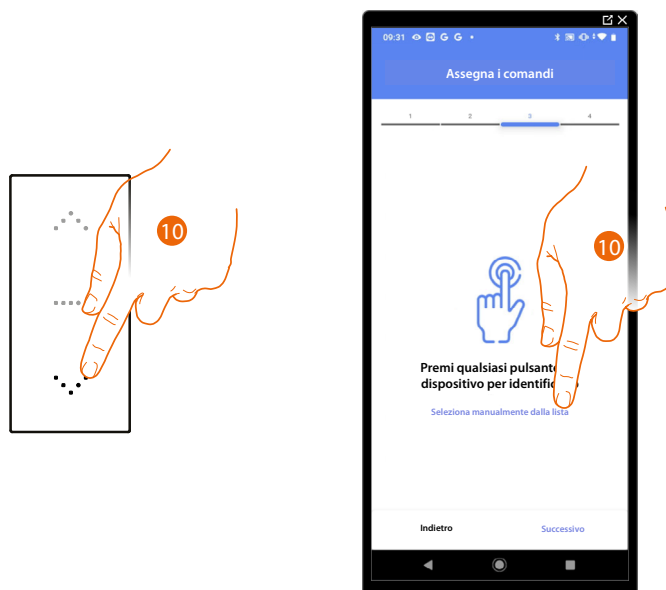 09:31 G G
Assegna i comandi
1 2 3 4
10
10
Premi qualsiasi pulsante
dispositivo per identific
Seleziona manualmente dalla lista
Indietro
Successivo